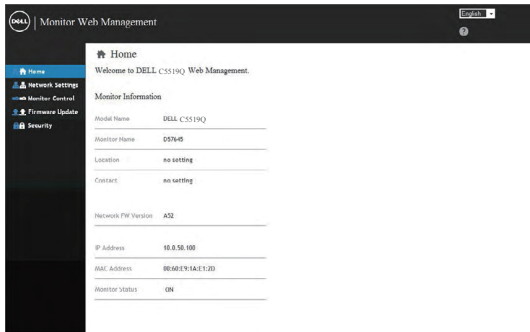 DELL Monitor Web Management
English
?
Home
Network Settings
Monitor Control
Firmware Update
Security
Home
Welcome to DELL C5519Q Web Management.
Monitor Information
Model Name DELL C5519Q
Monitor Name D57645
Location no setting
Contact no setting
Network FW Version A52
IP Address 10.0.50.100
MAC Address 00:60:E9:1A:E1:2D
Monitor Status ON